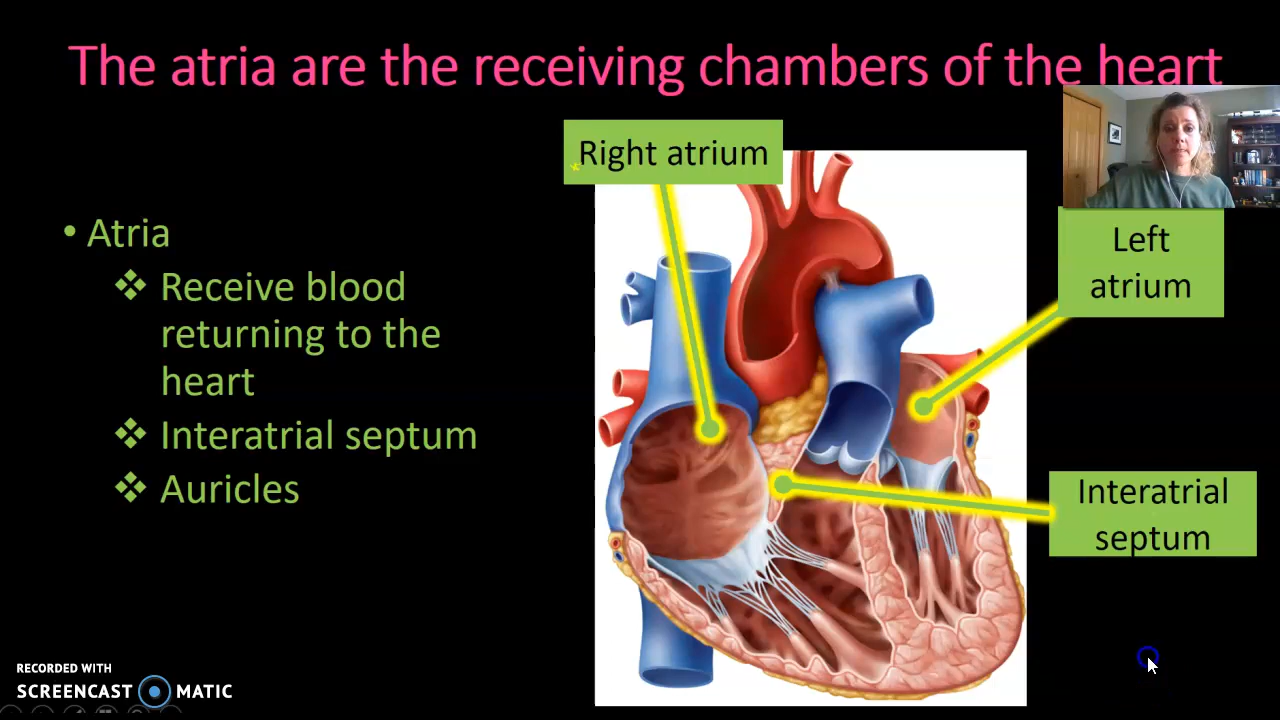 The atria are the receiving chambers of the heart
Right atrium
• Atria
❖ Receive blood
returning to the
heart
❖ Interatrial septum
❖ Auricles
Left
atrium
Interatrial
septum
RECORDED WITH
SCREENCAST MATIC